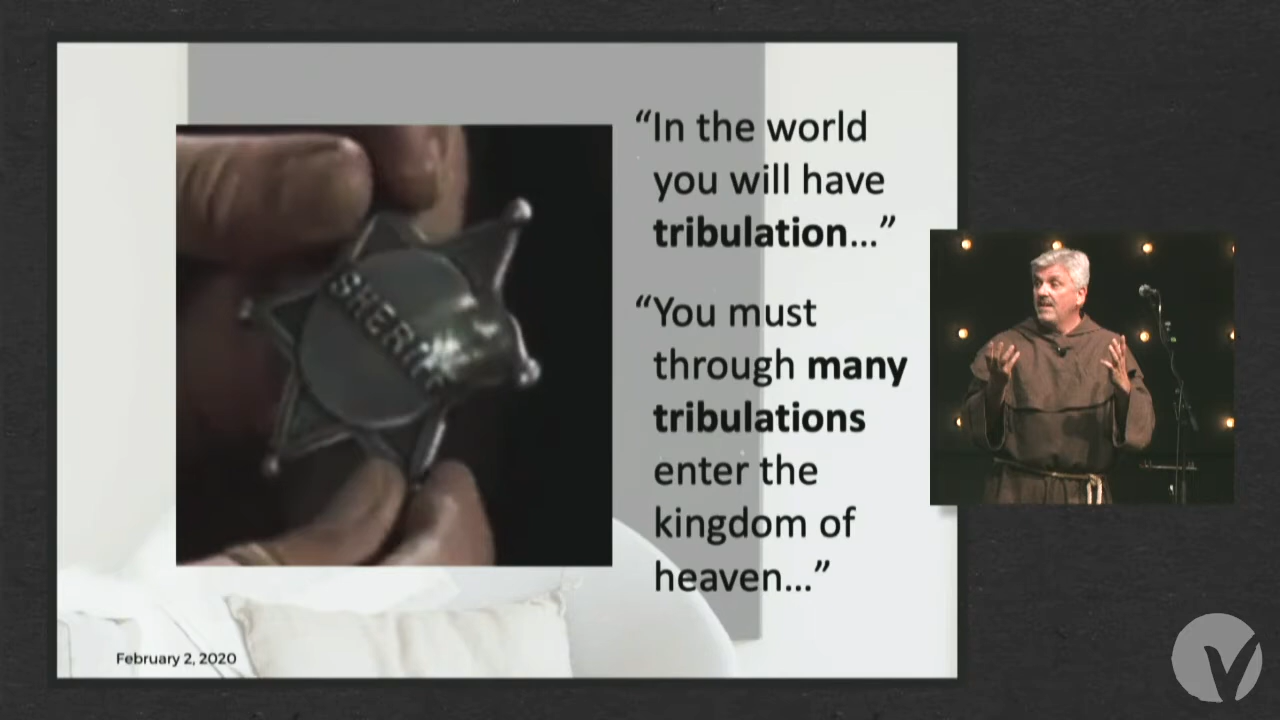 SHERIFF
“In the world
you will have
tribulation...”
“You must
through many
tribulations
enter the
kingdom of
heaven...”
February 2, 2020